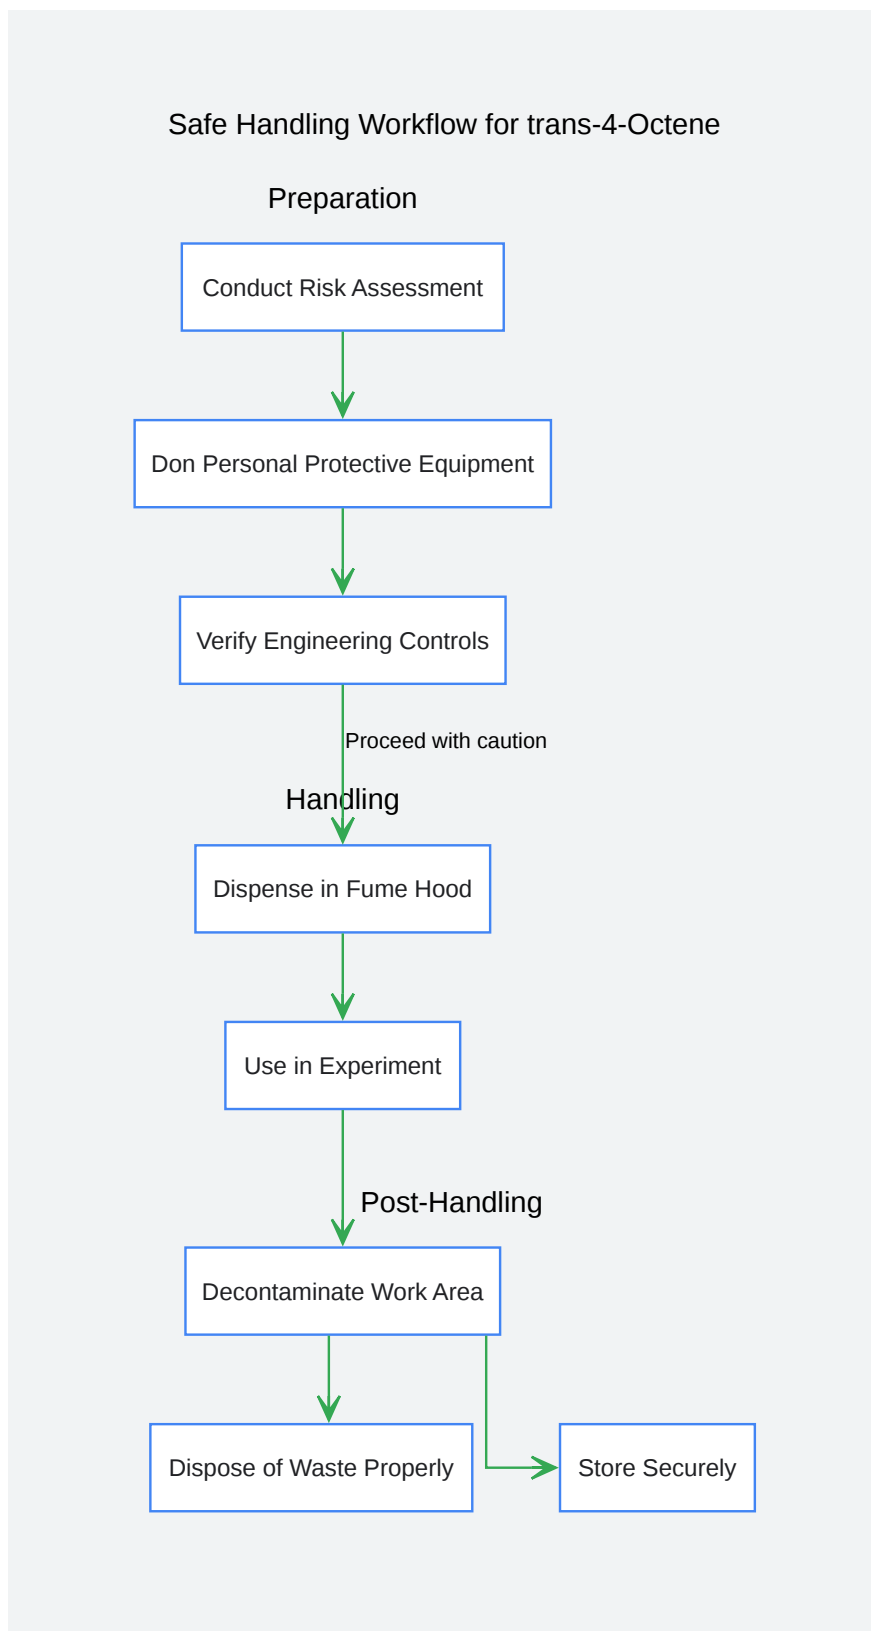 Safe Handling Workflow for trans-4-Octene
Preparation
Conduct Risk Assessment
Don Personal Protective Equipment
Verify Engineering Controls
Proceed with caution
Handling
Dispense in Fume Hood
Use in Experiment
Post-Handling
Decontaminate Work Area
Dispose of Waste Properly
Store Securely